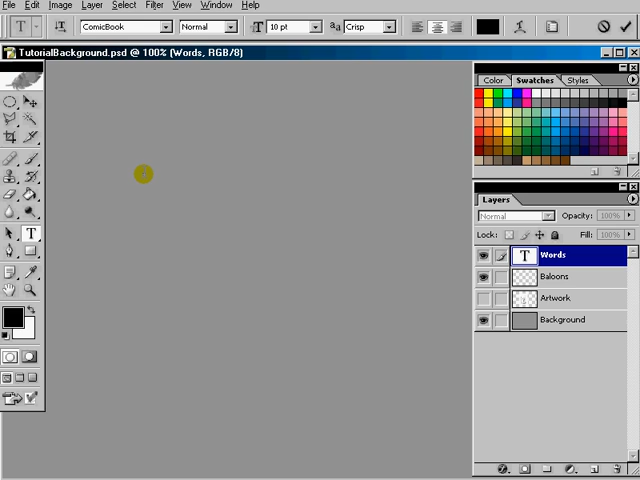 File Edit Image Layer Select Filter View Window Help
T T ComicBook Normal T 10 pt aa Crisp
TutorialBackground.psd @ 100% (Words, RGB/8)
Color Swatches Styles
T
Layers
Normal Opacity: 100%
Lock: Fill: 100%
T Words
Baloons
Artwork
Background